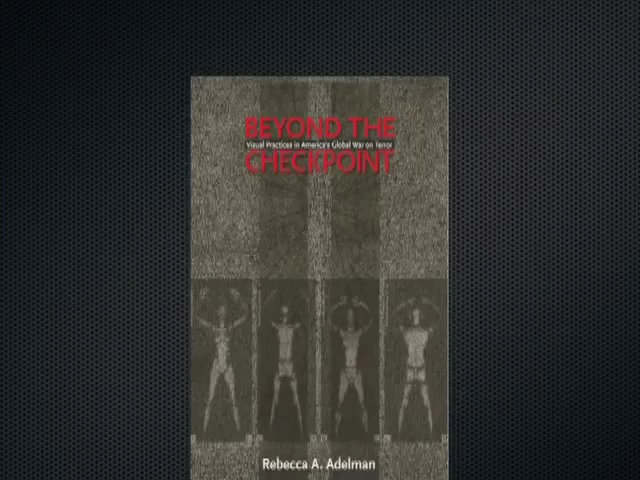 BEYOND THE
Visual Practices in America's Global War on Terror
CHECKPOINT
Rebecca A. Adelman